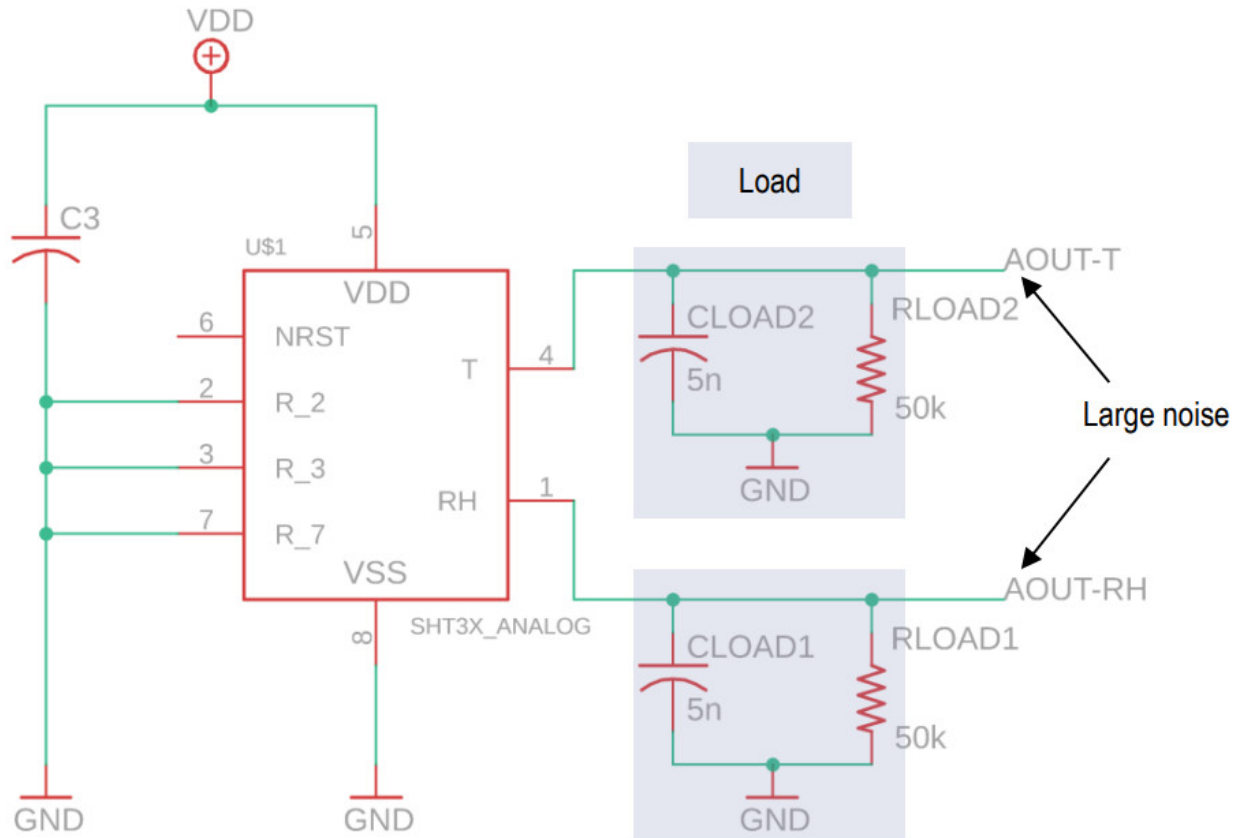 VDD
C3
U$1
5
VDD
6
NRST
2
R_2
3
R_3
7
R_7
T
4
RH
1
VSS
8
SHT3X_ANALOG
GND
GND
Load
AOUT-T
CLOAD2
5n
RLOAD2
50k
GND
Large noise
AOUT-RH
CLOAD1
5n
RLOAD1
50k
GND